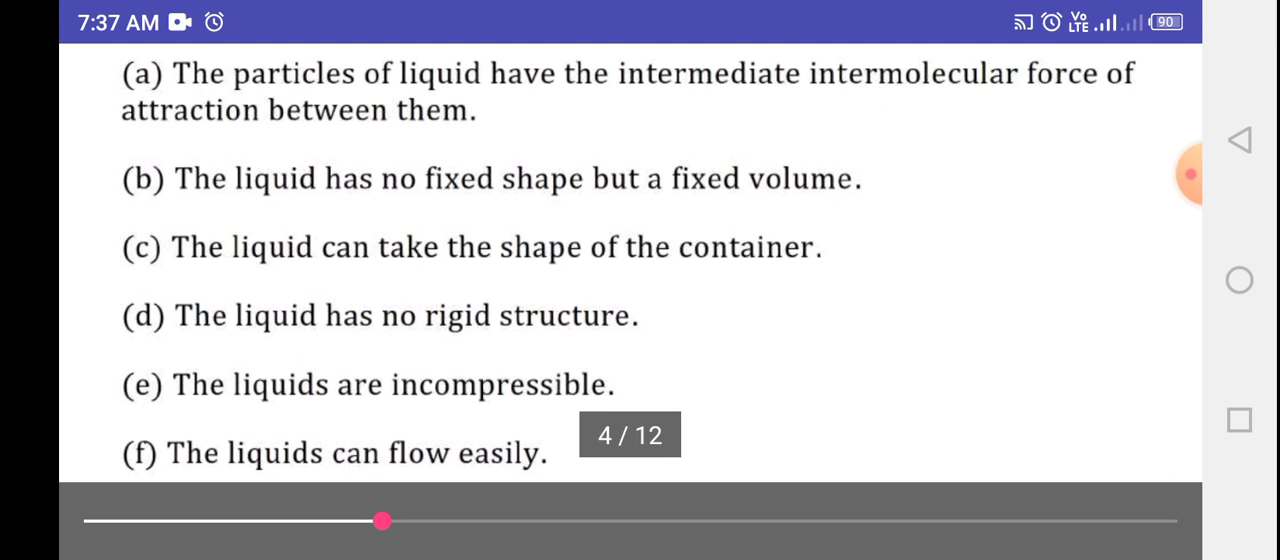 7:37 AM
Vo LTE 90
(a) The particles of liquid have the intermediate intermolecular force of
attraction between them.
(b) The liquid has no fixed shape but a fixed volume.
(c) The liquid can take the shape of the container.
(d) The liquid has no rigid structure.
(e) The liquids are incompressible.
(f) The liquids can flow easily.
4 / 12